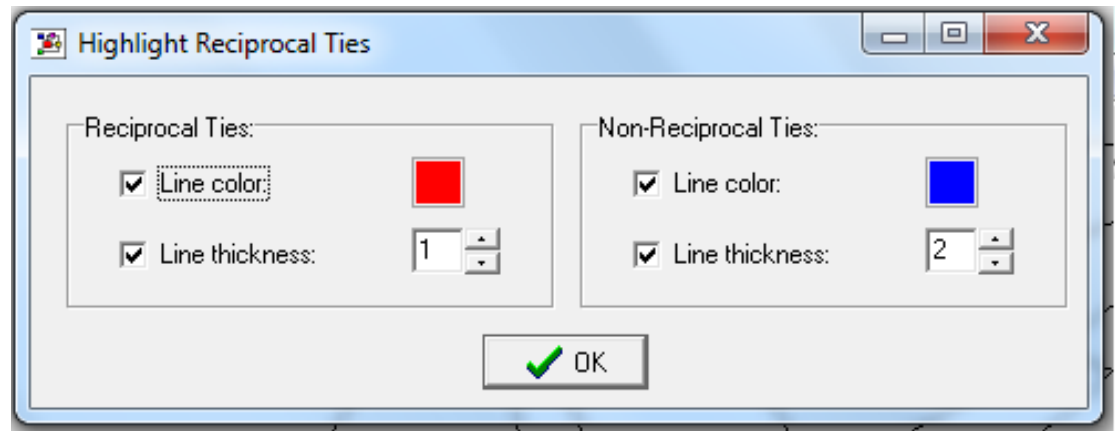 Highlight Reciprocal Ties
X
Reciprocal Ties:
Line color:
Line thickness: 1
Non-Reciprocal Ties:
Line color:
Line thickness: 2
OK